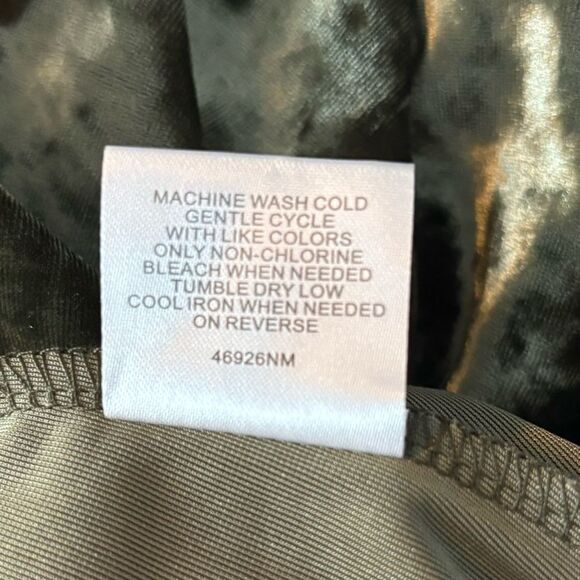 MACHINE WASH COLD
GENTLE CYCLE
WITH LIKE COLORS
ONLY NON-CHLORINE
BLEACH WHEN NEEDED
TUMBLE DRY LOW
COOL IRON WHEN NEEDED
ON REVERSE
46926NM